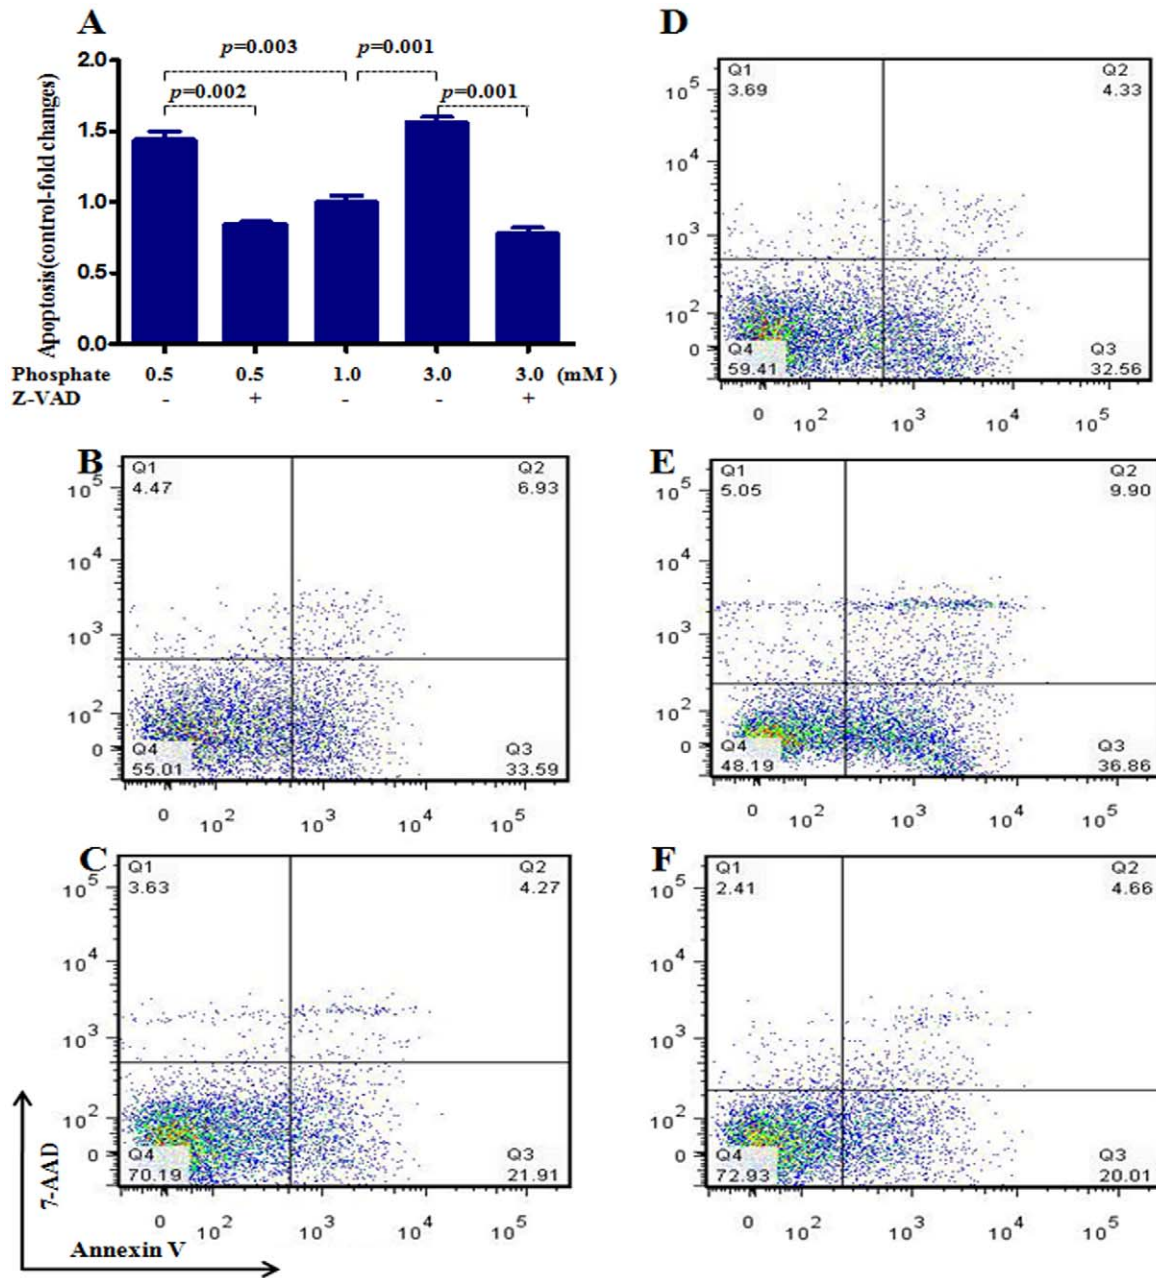 A
p=0.003
p=0.001
p=0.002
p=0.001
Apoptosis(control-fold changes)
2.0
1.5
1.0
0.5
0.0
Phosphate 0.5 0.5 1.0 3.0 3.0 (mM )
Z-VAD - + - - +
D
Q1
3.69
Q2
4.33
Q4
59.41
Q3
32.56
10^5
10^4
10^3
10^2
0
0 10^2 10^3 10^4 10^5
B
Q1
4.47
Q2
6.93
Q4
55.01
Q3
33.59
10^5
10^4
10^3
10^2
0
0 10^2 10^3 10^4 10^5
E
Q1
5.05
Q2
9.90
Q4
48.19
Q3
36.86
10^5
10^4
10^3
10^2
0
0 10^2 10^3 10^4 10^5
C
Q1
3.63
Q2
4.27
Q4
70.19
Q3
21.91
10^5
10^4
10^3
10^2
0
0 10^2 10^3 10^4 10^5
F
Q1
2.41
Q2
4.66
Q4
72.93
Q3
20.01
10^5
10^4
10^3
10^2
0
0 10^2 10^3 10^4 10^5
7-AAD
Annexin V